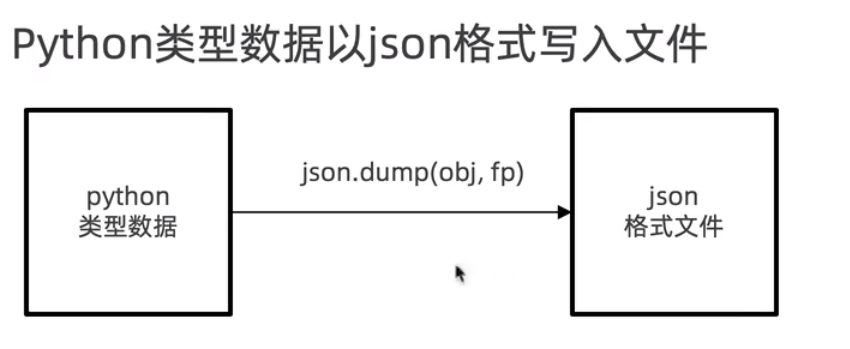 Python类型数据以json格式写入文件
json.dump(obj, fp)
python
类型数据
json
格式文件